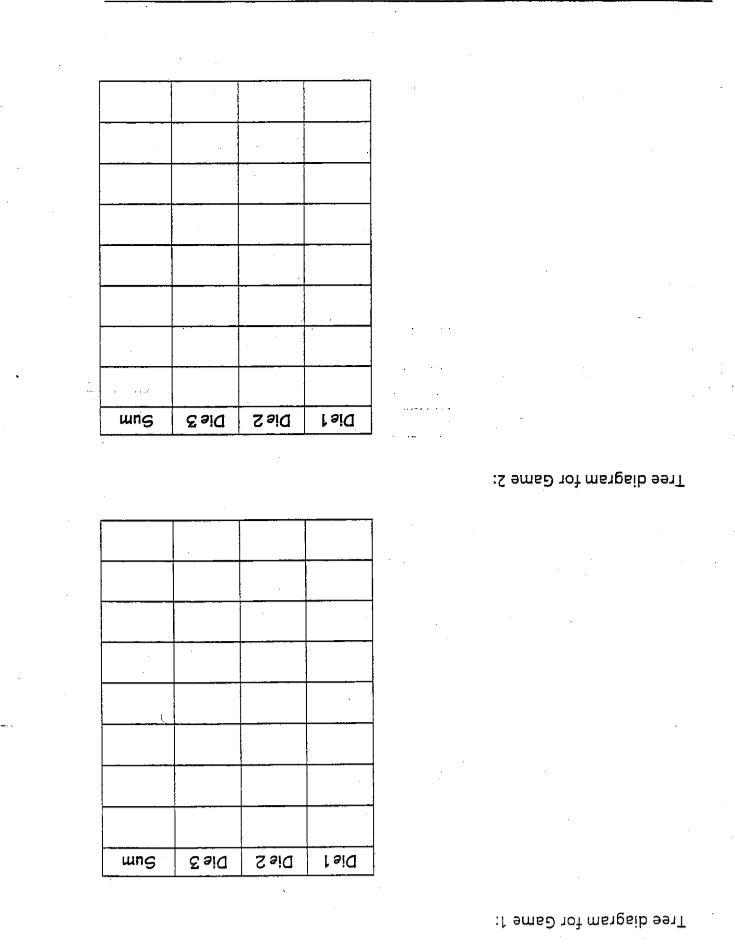 Tree diagram for Game 1:
Die 1 Die 2 Die 3 Sum
Tree diagram for Game 2:
Die 1 Die 2 Die 3 Sum